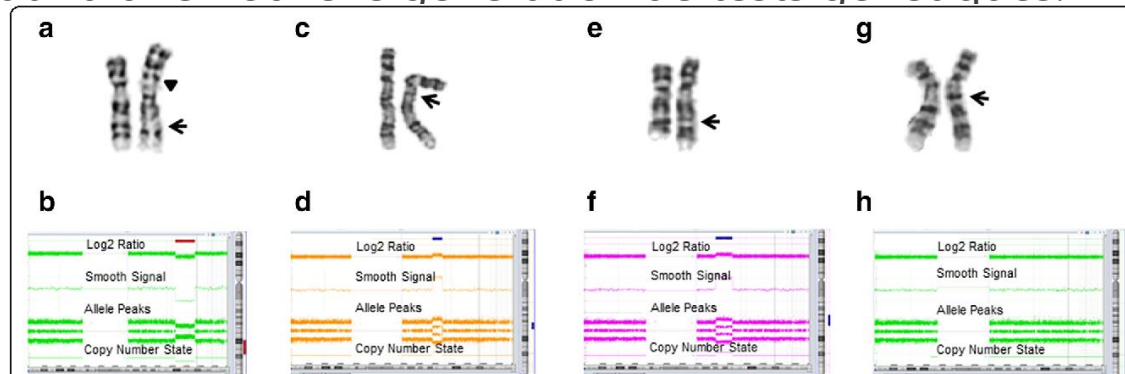 a c e g
b d f h
Log2 Ratio Log2 Ratio Log2 Ratio Log2 Ratio
Smooth Signal Smooth Signal Smooth Signal Smooth Signal
Allele Peaks Allele Peaks Allele Peaks Allele Peaks
Copy Number State Copy Number State Copy Number State Copy Number State